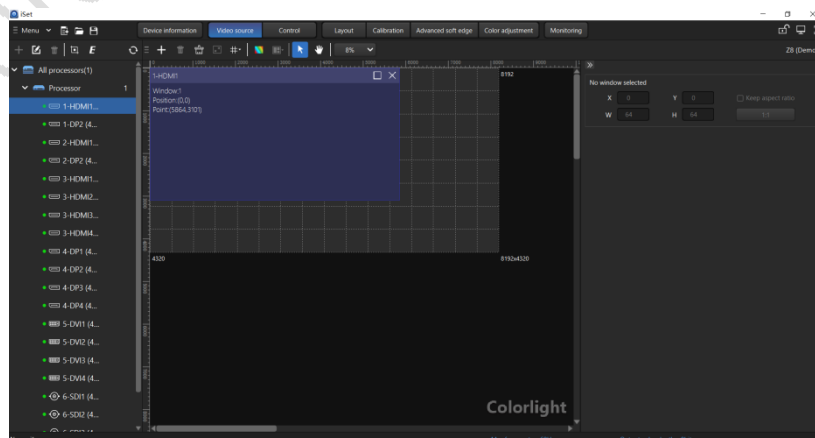 iSet
Menu
Device information
Video source
Control
Layout
Calibration
Advanced soft edge
Color adjustment
Monitoring
8%
Z8 (Demo
All processors(1)
Processor 1
1-HDMI1...
1-DP2 (4...
2-HDMI1...
2-DP2 (4...
3-HDMI1...
3-HDMI2...
3-HDMI3...
3-HDMI4...
4-DP1 (4...
4-DP2 (4...
4-DP3 (4...
4-DP4 (4...
5-DVI1 (4...
5-DVI2 (4...
5-DVI3 (4...
5-DVI4 (4...
6-SDI1 (4...
6-SDI2 (4...
1-HDMI1
Window:1
Position:(0,0)
Point:(5864,3101)
8192
4320
8192x4320
Colorlight
No window selected
X 0 Y 0 Keep aspect ratio
W 64 H 64 1:1